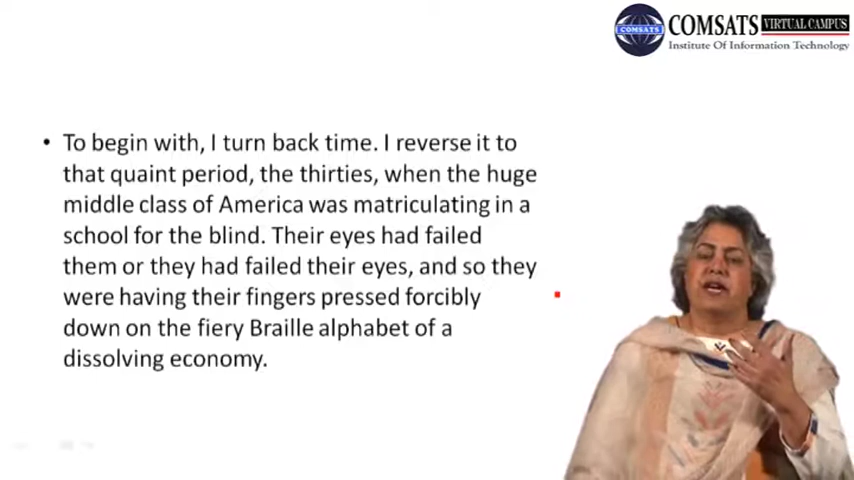 COMSATS VIRTUAL CAMPUS
Institute Of Information Technology
COMSATS
• To begin with, I turn back time. I reverse it to
that quaint period, the thirties, when the huge
middle class of America was matriculating in a
school for the blind. Their eyes had failed
them or they had failed their eyes, and so they
were having their fingers pressed forcibly
down on the fiery Braille alphabet of a
dissolving economy.